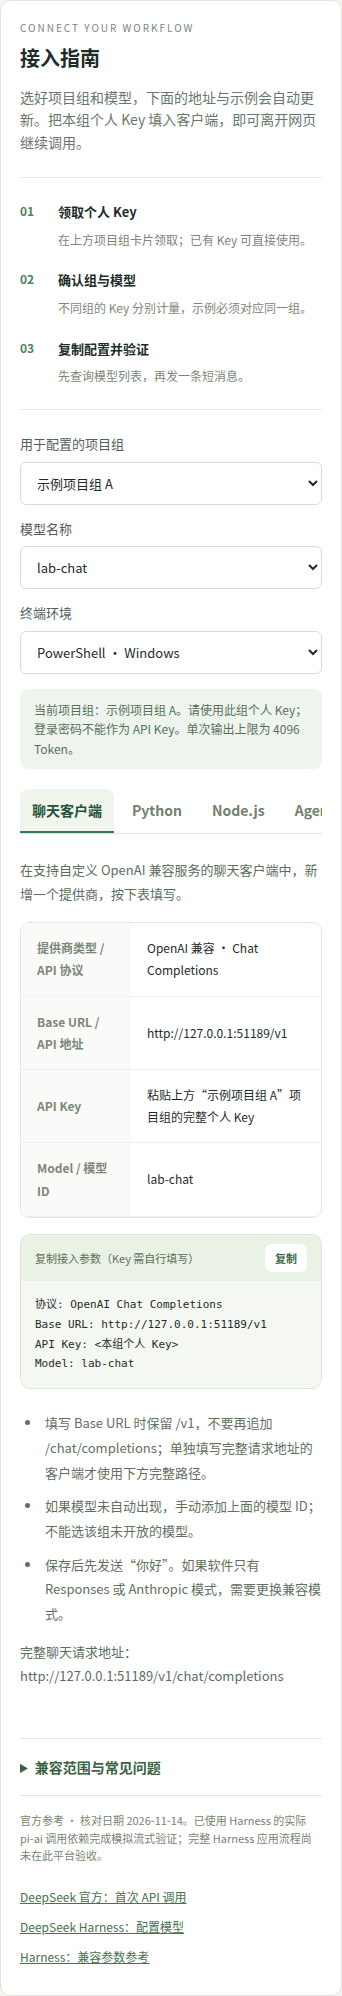 CONNECT YOUR WORKFLOW
接入指南
选好项目组和模型，下面的地址与示例会自动更
新。把本组个人 Key 填入客户端，即可离开网页
继续调用。
01 领取个人 Key
在上方项目组卡片领取；已有 Key 可直接使用。
02 确认组与模型
不同组的 Key 分别计量，示例必须对应同一组。
03 复制配置并验证
先查询模型列表，再发一条短消息。
用于配置的项目组
示例项目组 A
模型名称
lab-chat
终端环境
PowerShell · Windows
当前项目组：示例项目组 A。请使用此组个人 Key；
登录密码不能作为 API Key。单次输出上限为 4096
Token。
聊天客户端 Python Node.js Agen
在支持自定义 OpenAI 兼容服务的聊天客户端中，新
增一个提供商，按下表填写。
提供商类型 /
API 协议
OpenAI 兼容 · Chat
Completions
Base URL /
API 地址
http://127.0.0.1:51189/v1
API Key
粘贴上方“示例项目组 A”项
目组的完整个人 Key
Model / 模型
ID
lab-chat
复制接入参数（Key 需自行填写） 复制
协议: OpenAI Chat Completions
Base URL: http://127.0.0.1:51189/v1
API Key: <本组个人 Key>
Model: lab-chat
• 填写 Base URL 时保留 /v1，不要再追加
/chat/completions；单独填写完整请求地址的
客户端才使用下方完整路径。
• 如果模型未自动出现，手动添加上面的模型 ID；
不能选该组未开放的模型。
• 保存后先发送“你好”。如果软件只有
Responses 或 Anthropic 模式，需要更换兼容模
式。
完整聊天请求地址：
http://127.0.0.1:51189/v1/chat/completions
▶ 兼容范围与常见问题
官方参考 · 核对日期 2026-11-14。已使用 Harness 的实际
pi-ai 调用依赖完成模拟流式验证；完整 Harness 应用流程尚
未在此平台验收。
DeepSeek 官方：首次 API 调用
DeepSeek Harness：配置模型
Harness：兼容参数参考